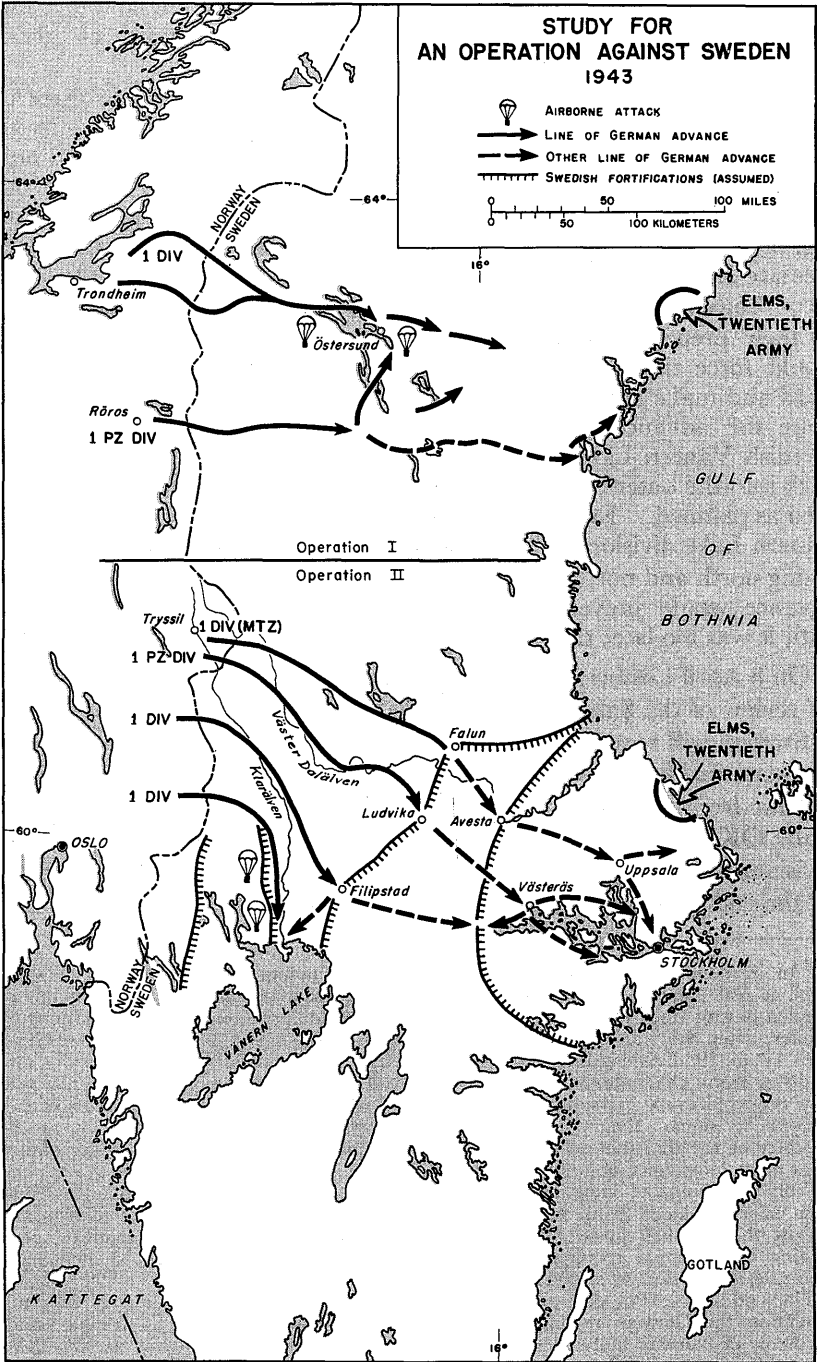 STUDY FOR
AN OPERATION AGAINST SWEDEN
1943
AIRBORNE ATTACK
LINE OF GERMAN ADVANCE
OTHER LINE OF GERMAN ADVANCE
SWEDISH FORTIFICATIONS (ASSUMED)
0 50 100 MILES
0 50 100 KILOMETERS
64°
64°
16°
NORWAY
SWEDEN
1 DIV
Trondheim
Östersund
ELMS,
TWENTIETH
ARMY
Röros
1 PZ DIV
GULF
OF
BOTHNIA
Operation I
Operation II
Tryssil
1 DIV (MTZ)
1 PZ DIV
1 DIV
Väster Dalälven
Klarälven
Falun
ELMS,
TWENTIETH
ARMY
1 DIV
Ludvika
Avesta
60°
60°
OSLO
Uppsala
Filipstad
Västerås
STOCKHOLM
NORWAY
SWEDEN
VÄNERN LAKE
GOTLAND
KATTEGAT
16°